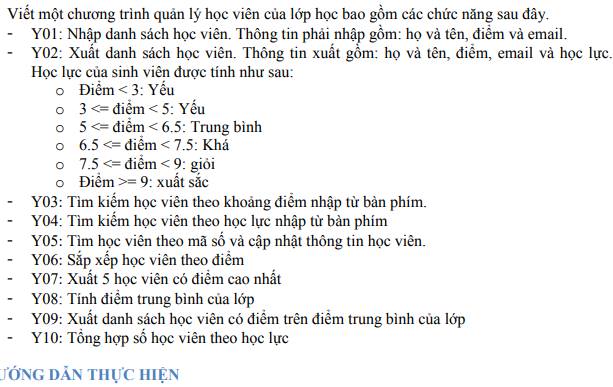 Viết một chương trình quản lý học viên của lớp học bao gồm các chức năng sau đây.
- Y01: Nhập danh sách học viên. Thông tin phải nhập gồm: họ và tên, điểm và email.
- Y02: Xuất danh sách học viên. Thông tin xuất gồm: họ và tên, điểm, email và học lực.
Học lực của sinh viên được tính như sau:
o Điểm < 3: Yếu
o 3 <= điểm < 5: Yếu
o 5 <= điểm < 6.5: Trung bình
o 6.5 <= điểm < 7.5: Khá
o 7.5 <= điểm < 9: giỏi
o Điểm >= 9: xuất sắc
- Y03: Tìm kiếm học viên theo khoảng điểm nhập từ bàn phím.
- Y04: Tìm kiếm học viên theo học lực nhập từ bàn phím
- Y05: Tìm học viên theo mã số và cập nhật thông tin học viên.
- Y06: Sắp xếp học viên theo điểm
- Y07: Xuất 5 học viên có điểm cao nhất
- Y08: Tính điểm trung bình của lớp
- Y09: Xuất danh sách học viên có điểm trên điểm trung bình của lớp
- Y10: Tổng hợp số học viên theo học lực
ƯỚNG DẪN THỰC HIỆN